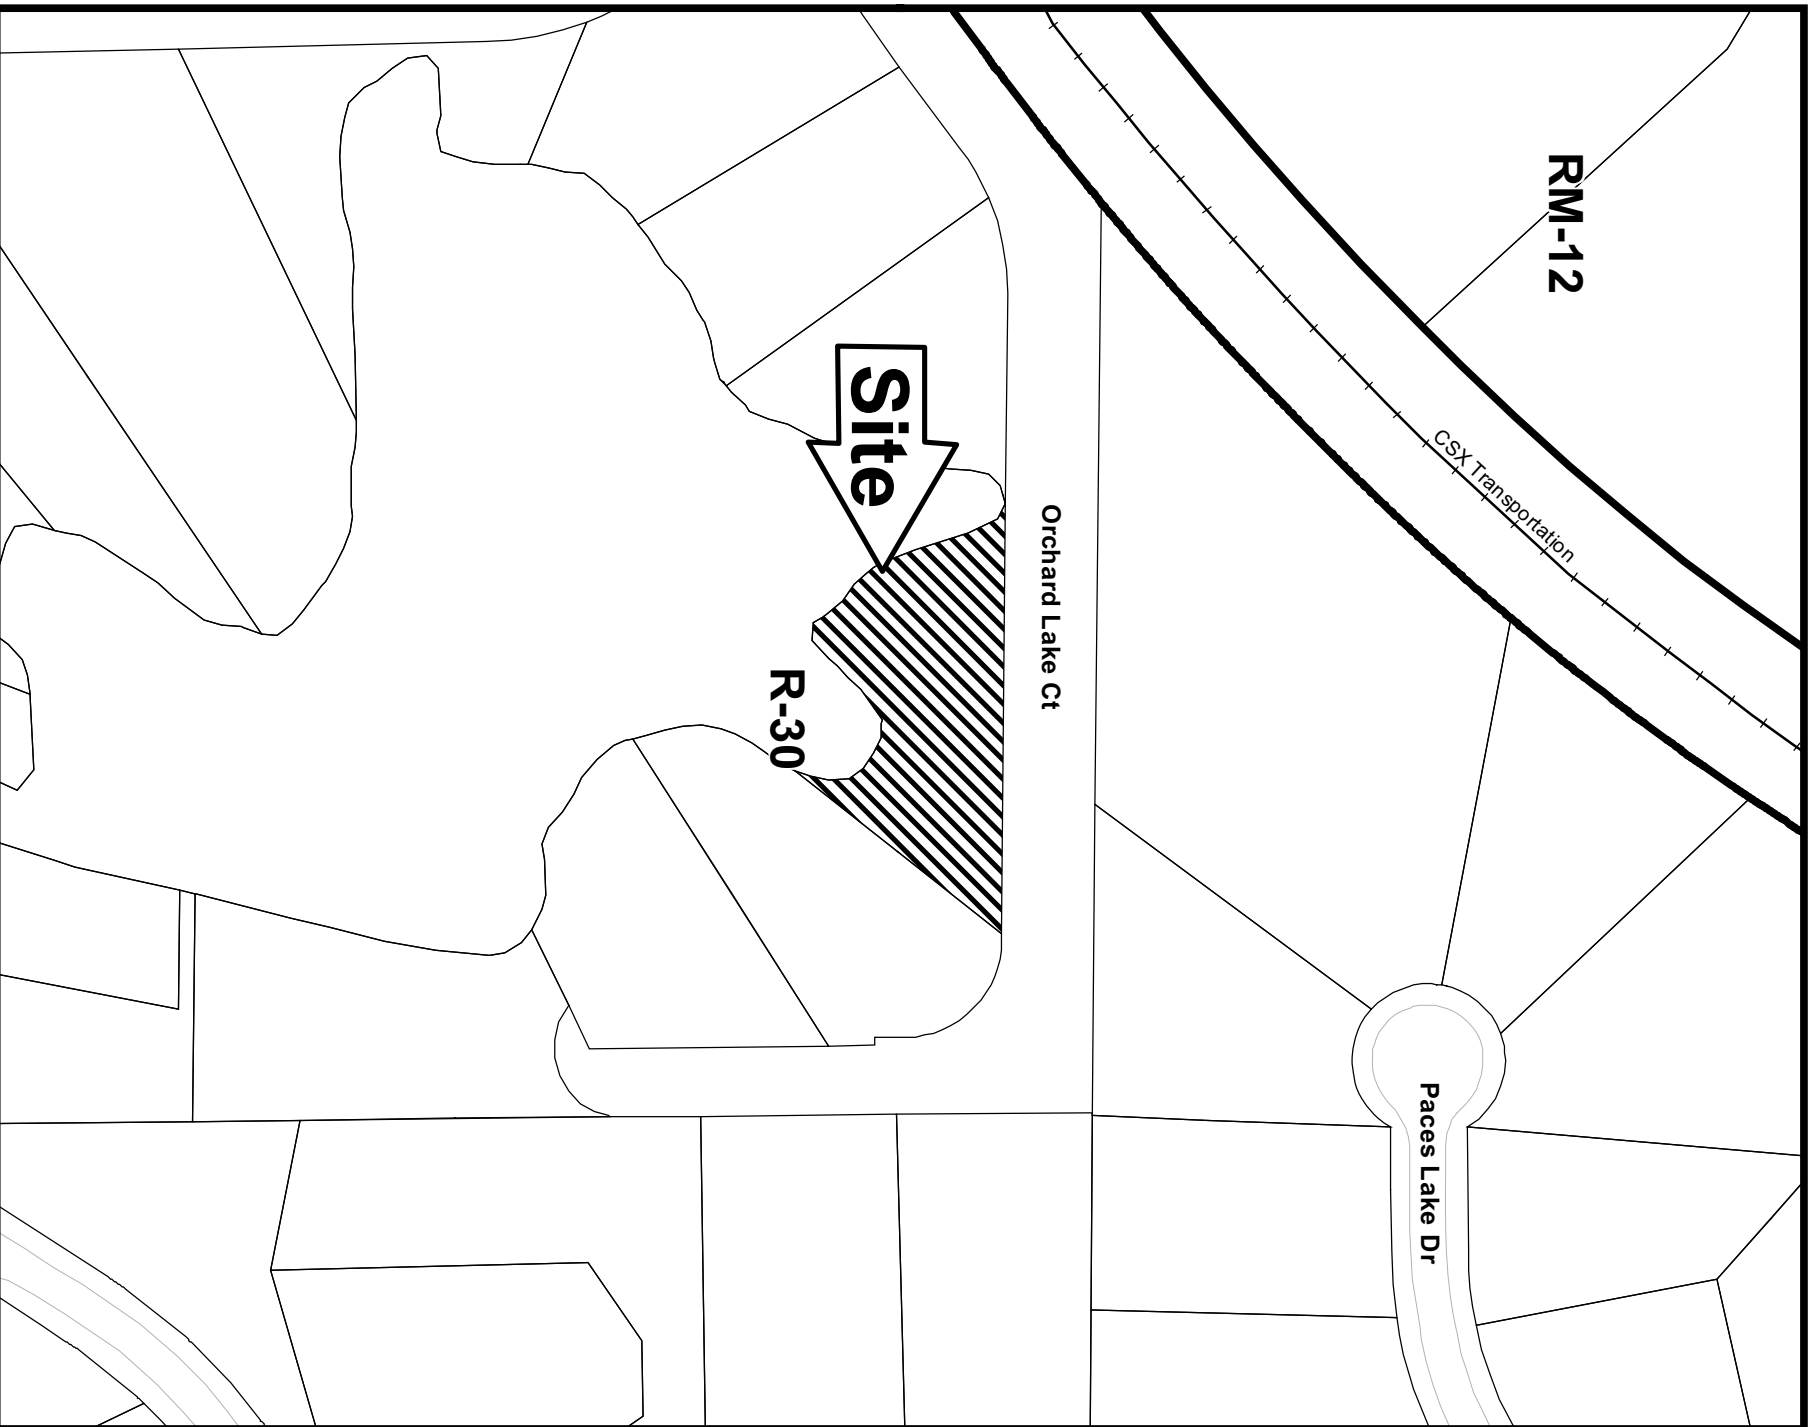 RM-12
CSX Transportation
Orchard Lake Ct
Site
R-30
Paces Lake Dr